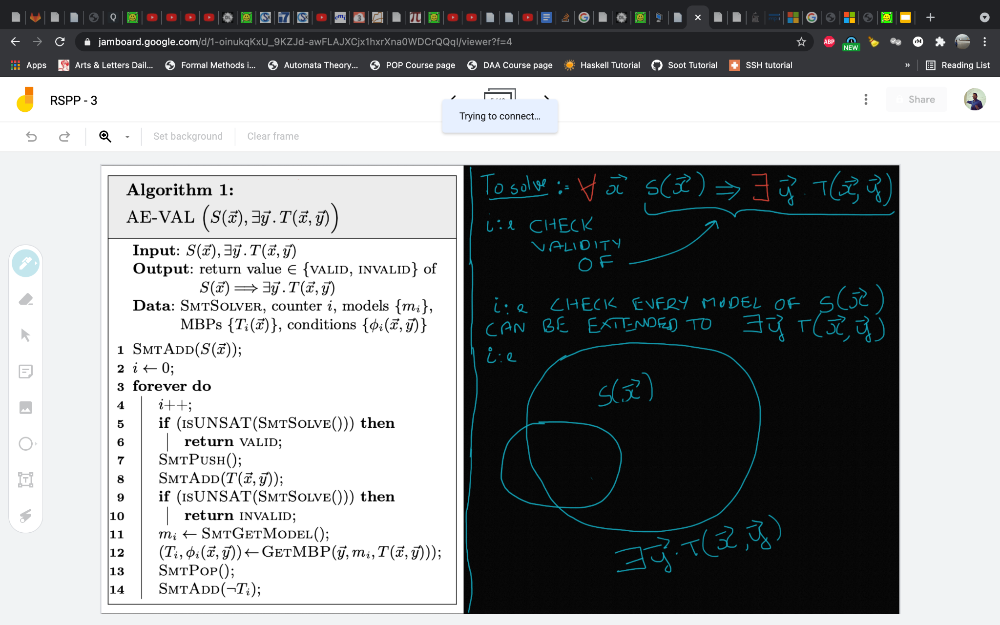 jamboard.google.com/d/1-oinukqKxU_9KZJd-awFLAJXCjx1hxrXna0WDCrQQqI/viewer?f=4
ABP
NEW
rM
Apps Arts & Letters Dail... Formal Methods i... Automata Theory... POP Course page DAA Course page Haskell Tutorial Soot Tutorial SSH tutorial » Reading List
RSPP - 3
Share
Trying to connect...
Set background Clear frame
Algorithm 1:
AE-VAL (S(x⃗), ∃y⃗ . T(x⃗, y⃗))
Input: S(x⃗), ∃y⃗ . T(x⃗, y⃗)
Output: return value ∈ {VALID, INVALID} of
S(x⃗) ⟹ ∃y⃗ . T(x⃗, y⃗)
Data: SMTSOLVER, counter i, models {mᵢ},
MBPs {Tᵢ(x⃗)}, conditions {ϕᵢ(x⃗, y⃗)}
1 SMTADD(S(x⃗));
2 i ← 0;
3 forever do
4 i++;
5 if (ISUNSAT(SMTSOLVE())) then
6 return VALID;
7 SMTPUSH();
8 SMTADD(T(x⃗, y⃗));
9 if (ISUNSAT(SMTSOLVE())) then
10 return INVALID;
11 mᵢ ← SMTGETMODEL();
12 (Tᵢ, ϕᵢ(x⃗, y⃗)) ← GETMBP(y⃗, mᵢ, T(x⃗, y⃗)));
13 SMTPOP();
14 SMTADD(¬Tᵢ);
To solve := ∀ x⃗ S(x⃗) ⇒ ∃ y⃗ . T(x⃗, y⃗)
i:e CHECK
VALIDITY
OF
i:e CHECK EVERY MODEL OF S(x⃗)
CAN BE EXTENDED TO ∃ y⃗ T(x⃗, y⃗)
i:e
S(x⃗)
∃y⃗ . T(x⃗, y⃗)